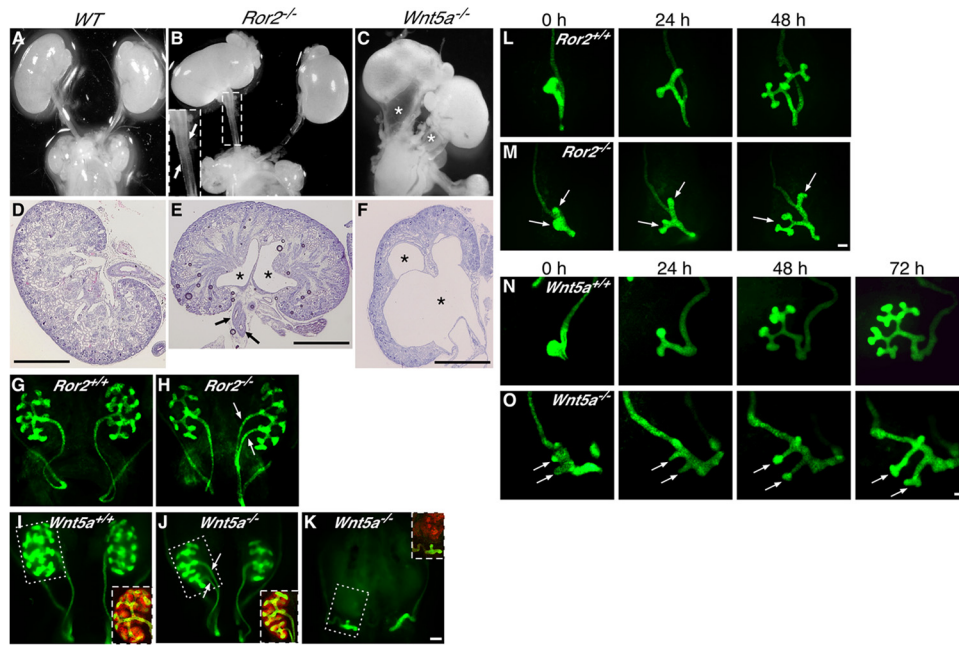 WT Ror2-/- Wnt5a-/-
A B C
D E F
G Ror2+/+ H Ror2-/-
I Wnt5a+/+ J Wnt5a-/- K Wnt5a-/-
0 h 24 h 48 h
L Ror2+/+
M Ror2-/-
0 h 24 h 48 h 72 h
N Wnt5a+/+
O Wnt5a-/-